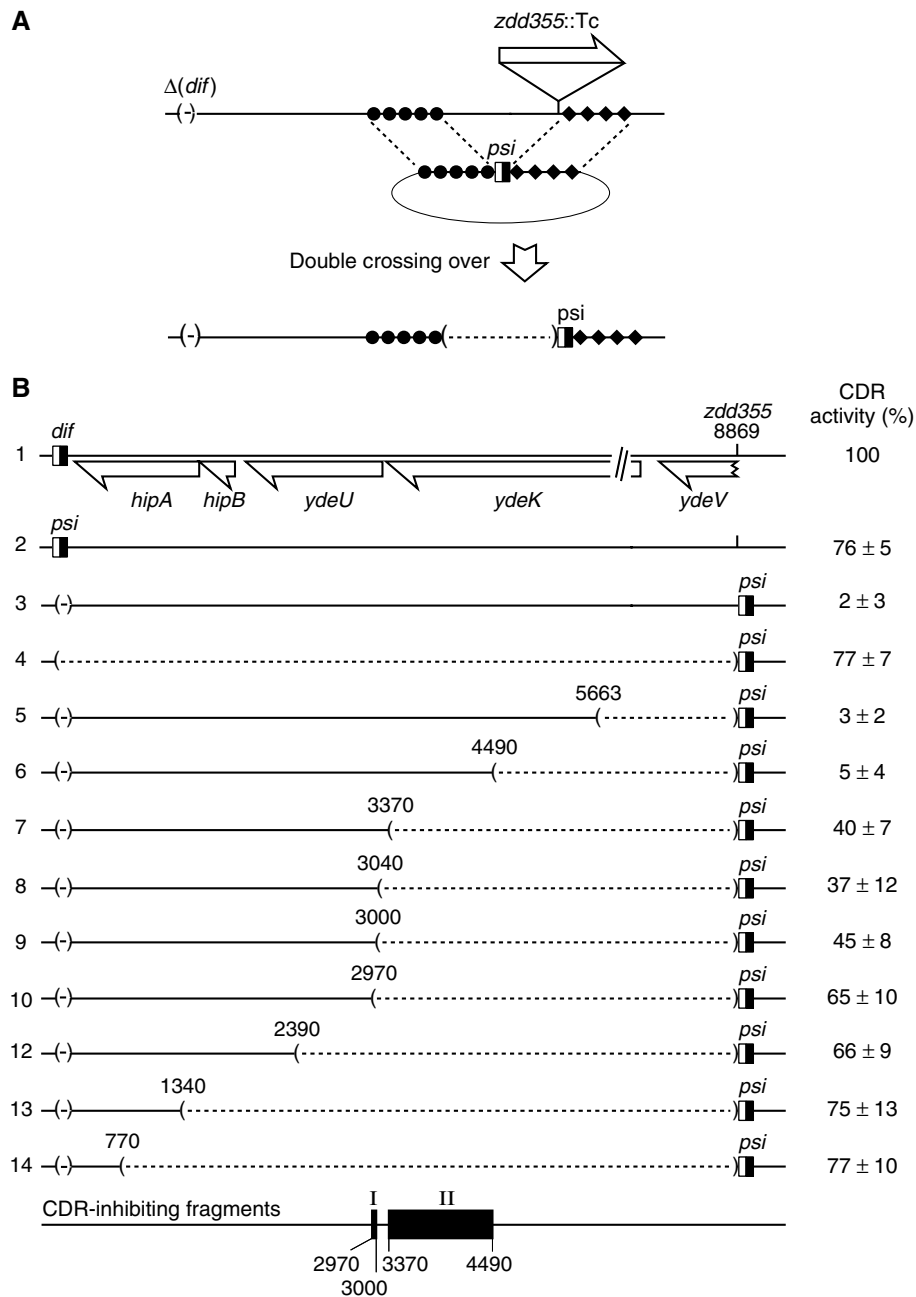 A
zdd355::Tc
Δ(dif)
(-)
psi
Double crossing over
psi
(-)
( )
B
CDR
activity (%)
dif
zdd355
8869
1
100
hipA hipB ydeU ydeK ydeV
psi
2
76 ± 5
psi
3 (-) 2 ± 3
psi
4 ( ) 77 ± 7
5663 psi
5 (-) ( ) 3 ± 2
4490 psi
6 (-) ( ) 5 ± 4
3370 psi
7 (-) ( ) 40 ± 7
3040 psi
8 (-) ( ) 37 ± 12
3000 psi
9 (-) ( ) 45 ± 8
2970 psi
10 (-) ( ) 65 ± 10
2390 psi
12 (-) ( ) 66 ± 9
1340 psi
13 (-) ( ) 75 ± 13
770 psi
14 (-) ( ) 77 ± 10
I II
CDR-inhibiting fragments
2970 3370 4490
3000